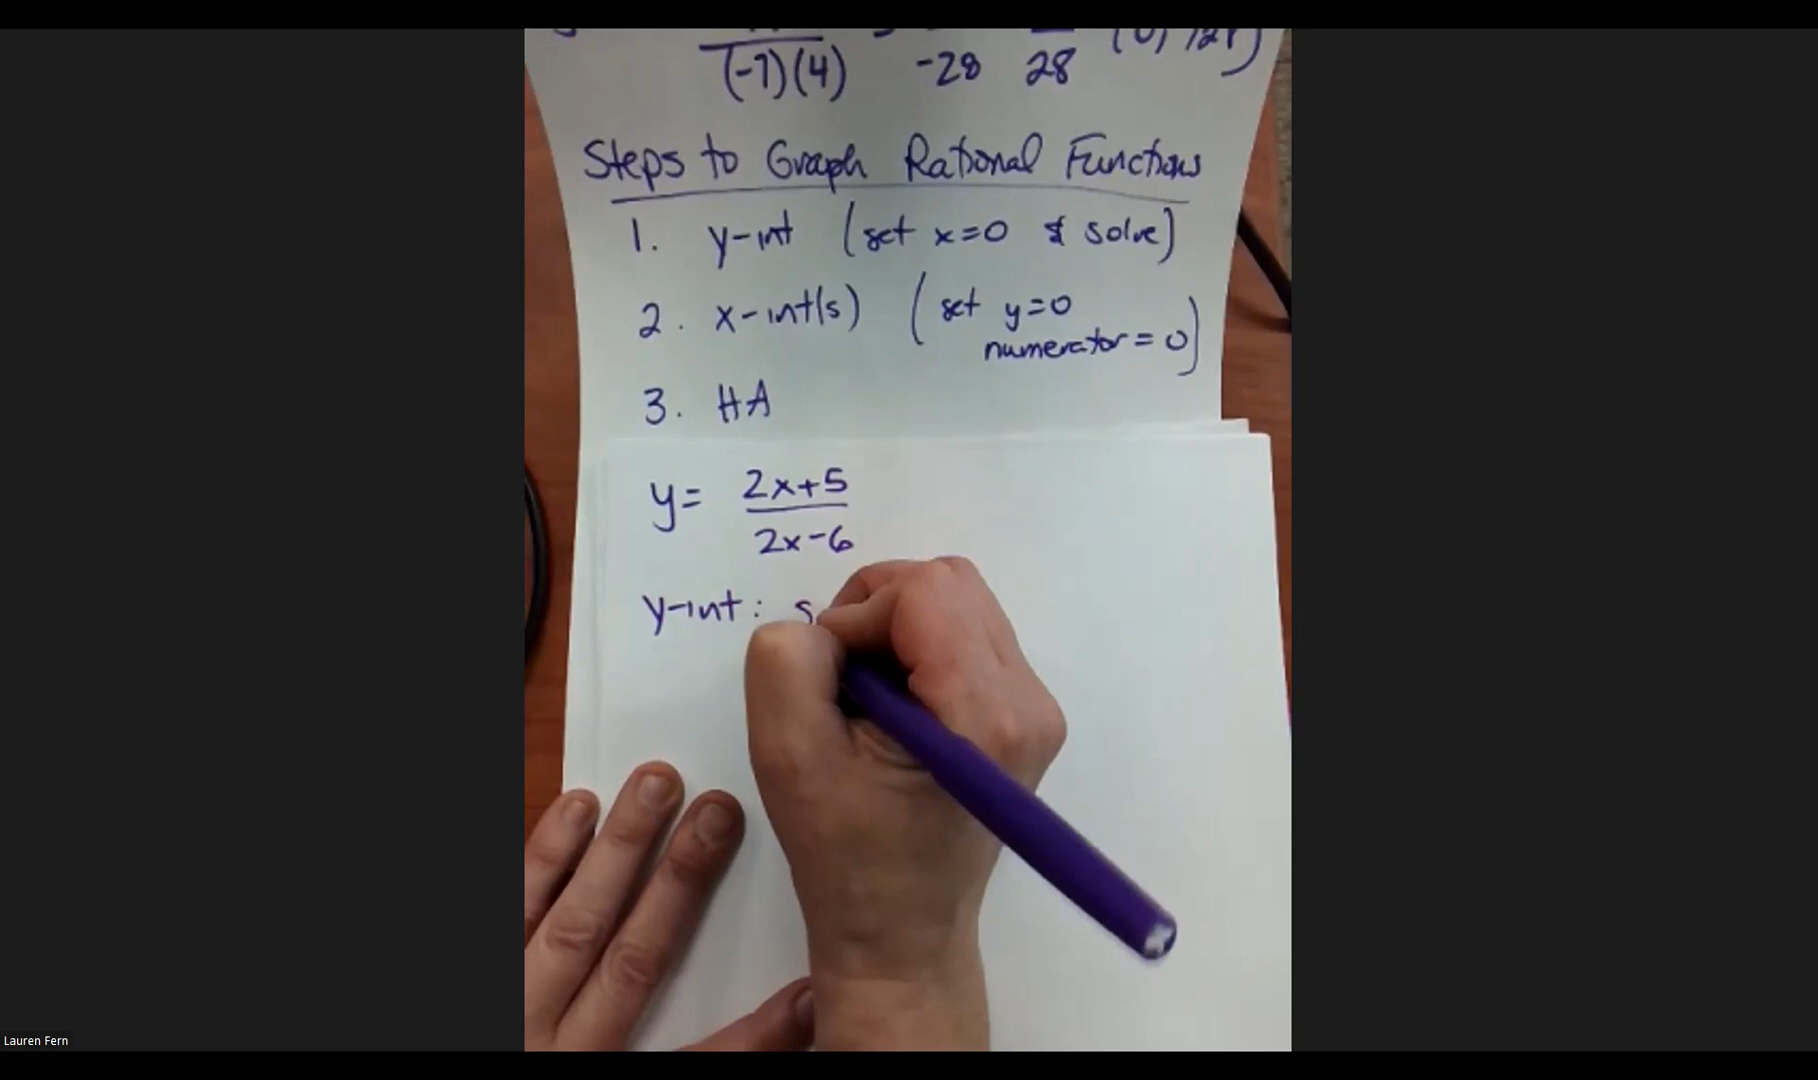 (-7)(4) -28 28
Steps to Graph Rational Functions
1. y-int (set x=0 & solve)
2. x-int(s) (set y=0
numerator = 0)
3. HA
y= 2x+5
2x-6
y-int: s
Lauren Fern